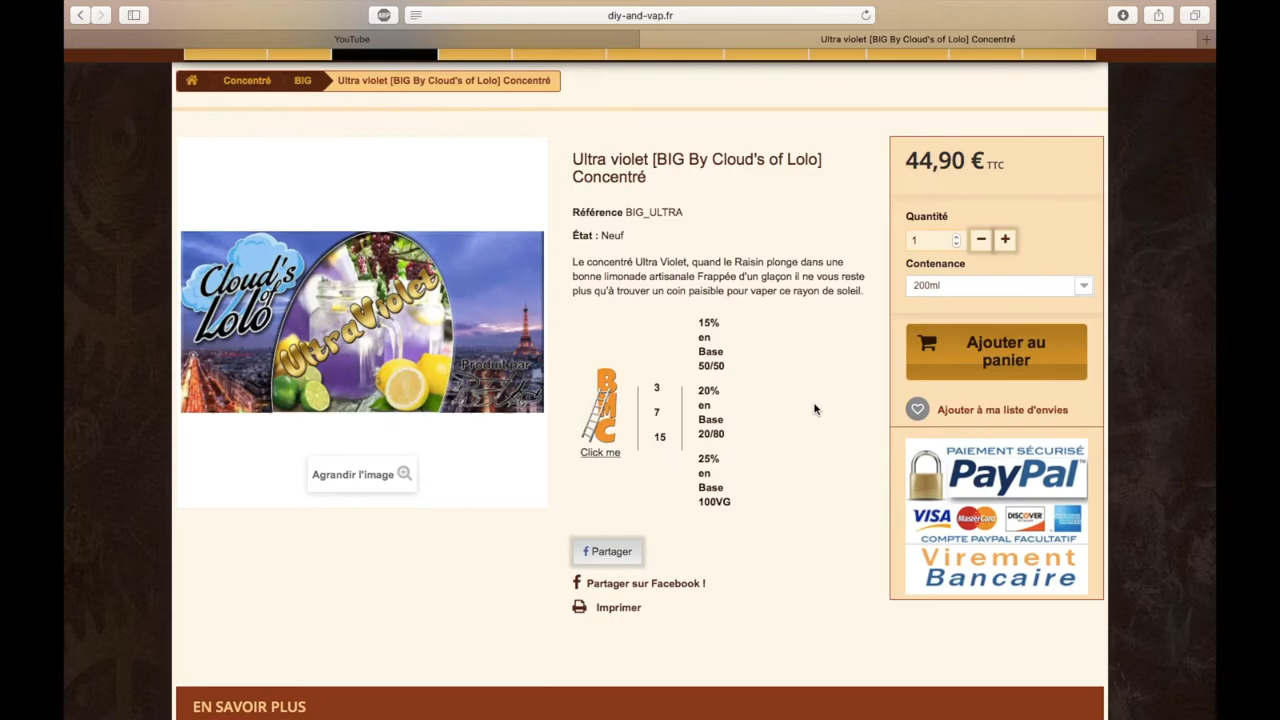 diy-and-vap.fr
YouTube
Ultra violet [BIG By Cloud's of Lolo] Concentré
Concentré
BIG
Ultra violet [BIG By Cloud's of Lolo] Concentré
Cloud's
of
Lolo
UltraViolet
Produit par
Agrandir l'image
Ultra violet [BIG By Cloud's of Lolo]
Concentré
Référence BIG_ULTRA
État : Neuf
Le concentré Ultra Violet, quand le Raisin plonge dans une
bonne limonade artisanale Frappée d'un glaçon il ne vous reste
plus qu'à trouver un coin paisible pour vaper ce rayon de soleil.
BMC
Click me
3
7
15
15%
en
Base
50/50
20%
en
Base
20/80
25%
en
Base
100VG
Partager
Partager sur Facebook !
Imprimer
44,90 € TTC
Quantité
1
Contenance
200ml
Ajouter au
panier
Ajouter à ma liste d'envies
PAIEMENT SÉCURISÉ
PayPal
VISA MasterCard DISCOVER
COMPTE PAYPAL FACULTATIF
Virement
Bancaire
EN SAVOIR PLUS